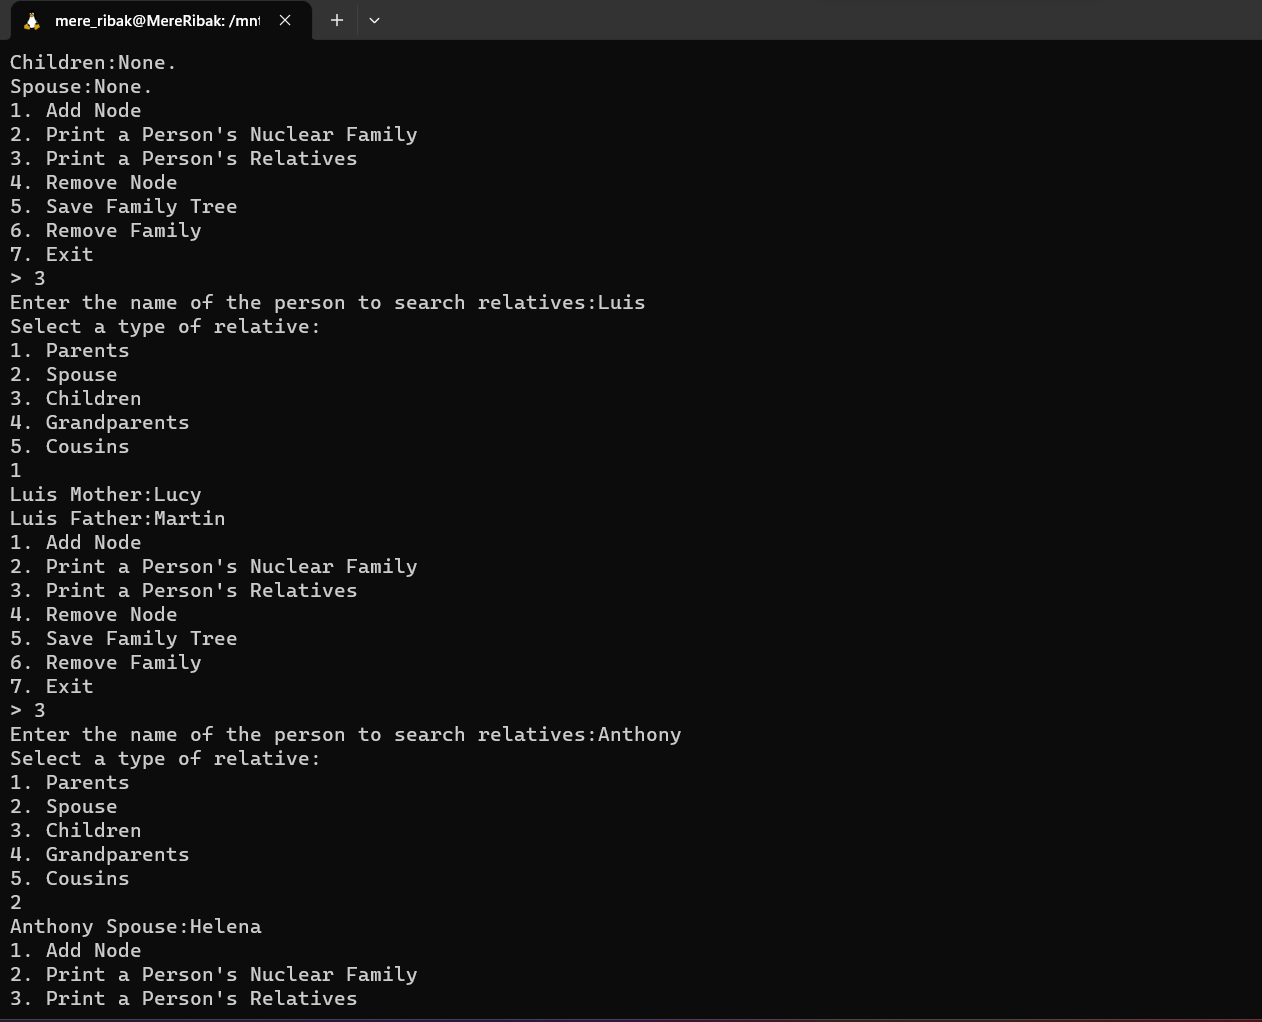 mere_ribak@MereRibak: /mnt
Children:None.
Spouse:None.
1. Add Node
2. Print a Person's Nuclear Family
3. Print a Person's Relatives
4. Remove Node
5. Save Family Tree
6. Remove Family
7. Exit
> 3
Enter the name of the person to search relatives:Luis
Select a type of relative:
1. Parents
2. Spouse
3. Children
4. Grandparents
5. Cousins
1
Luis Mother:Lucy
Luis Father:Martin
1. Add Node
2. Print a Person's Nuclear Family
3. Print a Person's Relatives
4. Remove Node
5. Save Family Tree
6. Remove Family
7. Exit
> 3
Enter the name of the person to search relatives:Anthony
Select a type of relative:
1. Parents
2. Spouse
3. Children
4. Grandparents
5. Cousins
2
Anthony Spouse:Helena
1. Add Node
2. Print a Person's Nuclear Family
3. Print a Person's Relatives